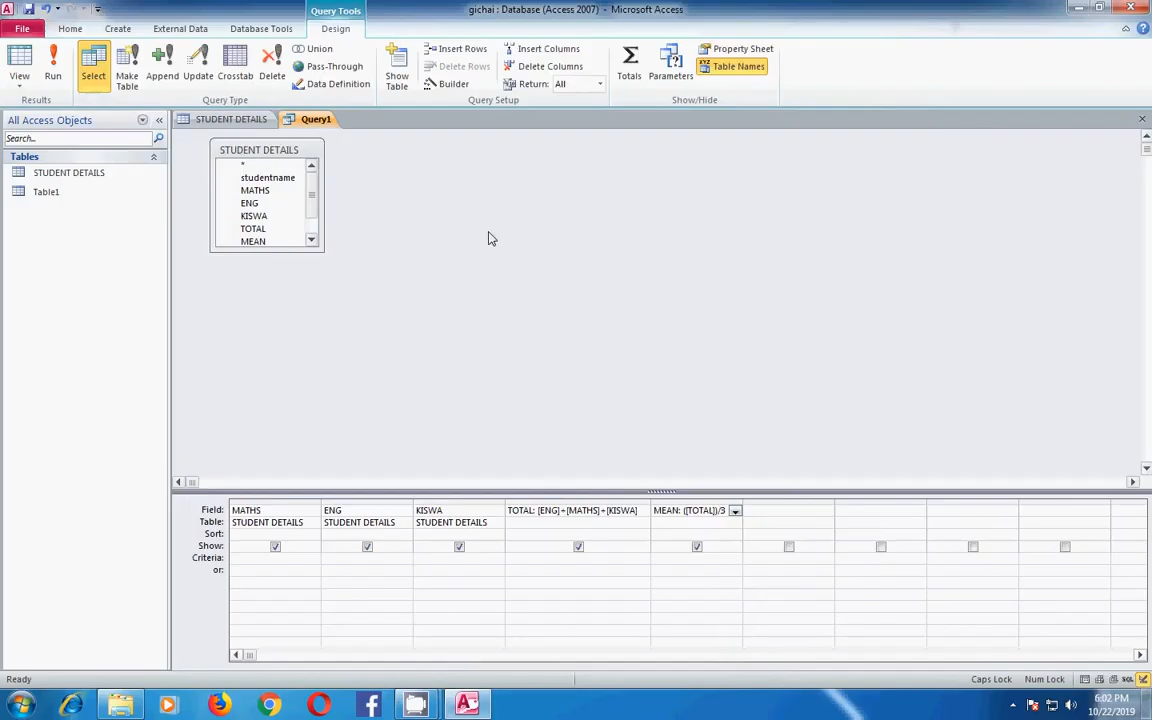 gichai : Database (Access 2007) - Microsoft Access
Query Tools
File Home Create External Data Database Tools Design
View Run Select Make Table Append Update Crosstab Delete
Union
Pass-Through
Data Definition
Show Table
Insert Rows
Delete Rows
Builder
Insert Columns
Delete Columns
Return: All
Totals Parameters
Property Sheet
XYZ Table Names
Results Query Type Query Setup Show/Hide
All Access Objects
Search...
Tables
STUDENT DETAILS
Table1
STUDENT DETAILS Query1
STUDENT DETAILS
*
studentname
MATHS
ENG
KISWA
TOTAL
MEAN
Field: MATHS ENG KISWA TOTAL: [ENG]+[MATHS]+[KISWA] MEAN: ([TOTAL])/3
Table: STUDENT DETAILS STUDENT DETAILS STUDENT DETAILS
Sort:
Show:
Criteria:
or:
Ready Caps Lock Num Lock SQL
6:02 PM
10/22/2019